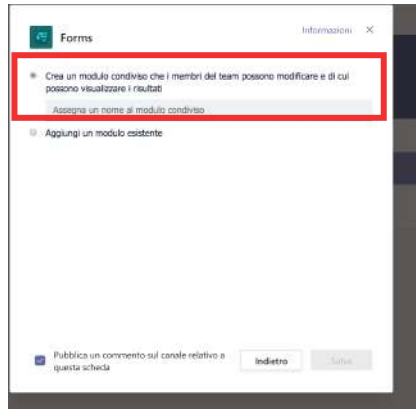 Forms
Informazioni
Crea un modulo condiviso che i membri del team possono modificare e di cui
possono visualizzare i risultati
Assegna un nome al modulo condiviso
Aggiungi un modulo esistente
Pubblica un commento sul canale relativo a
questa scheda
Indietro
Salva